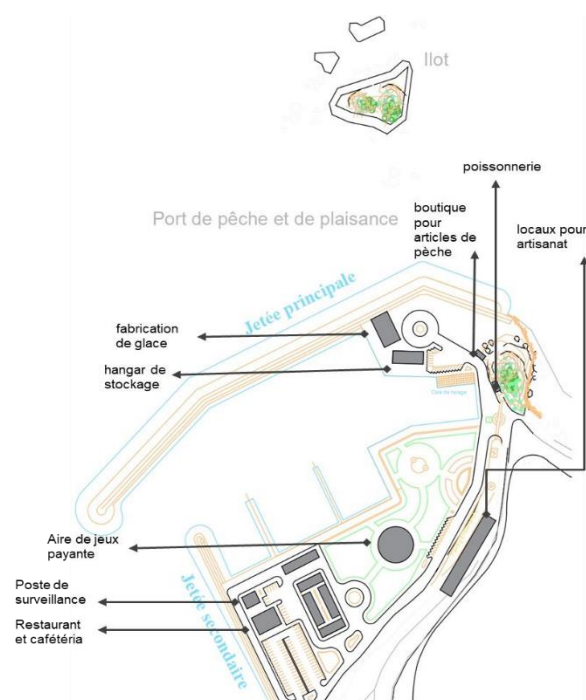 Ilot
poissonnerie
Port de pêche et de plaisance
boutique
pour
articles de
pèche
locaux pour
artisanat
Jetée principale
fabrication
de glace
hangar de
stockage
Aire de jeux
payante
Poste de
surveillance
Restaurant
et cafétéria
Jetée secondaire